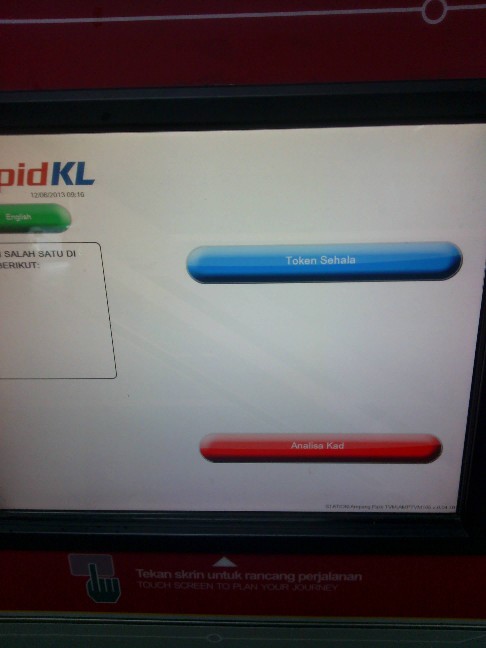 pidKL
12/06/2013 09:16
English
SALAH SATU DI
BERIKUT:
Token Sehala
Analisa Kad
Tekan skrin untuk rancang perjalanan
TOUCH SCREEN TO PLAN YOUR JOURNEY